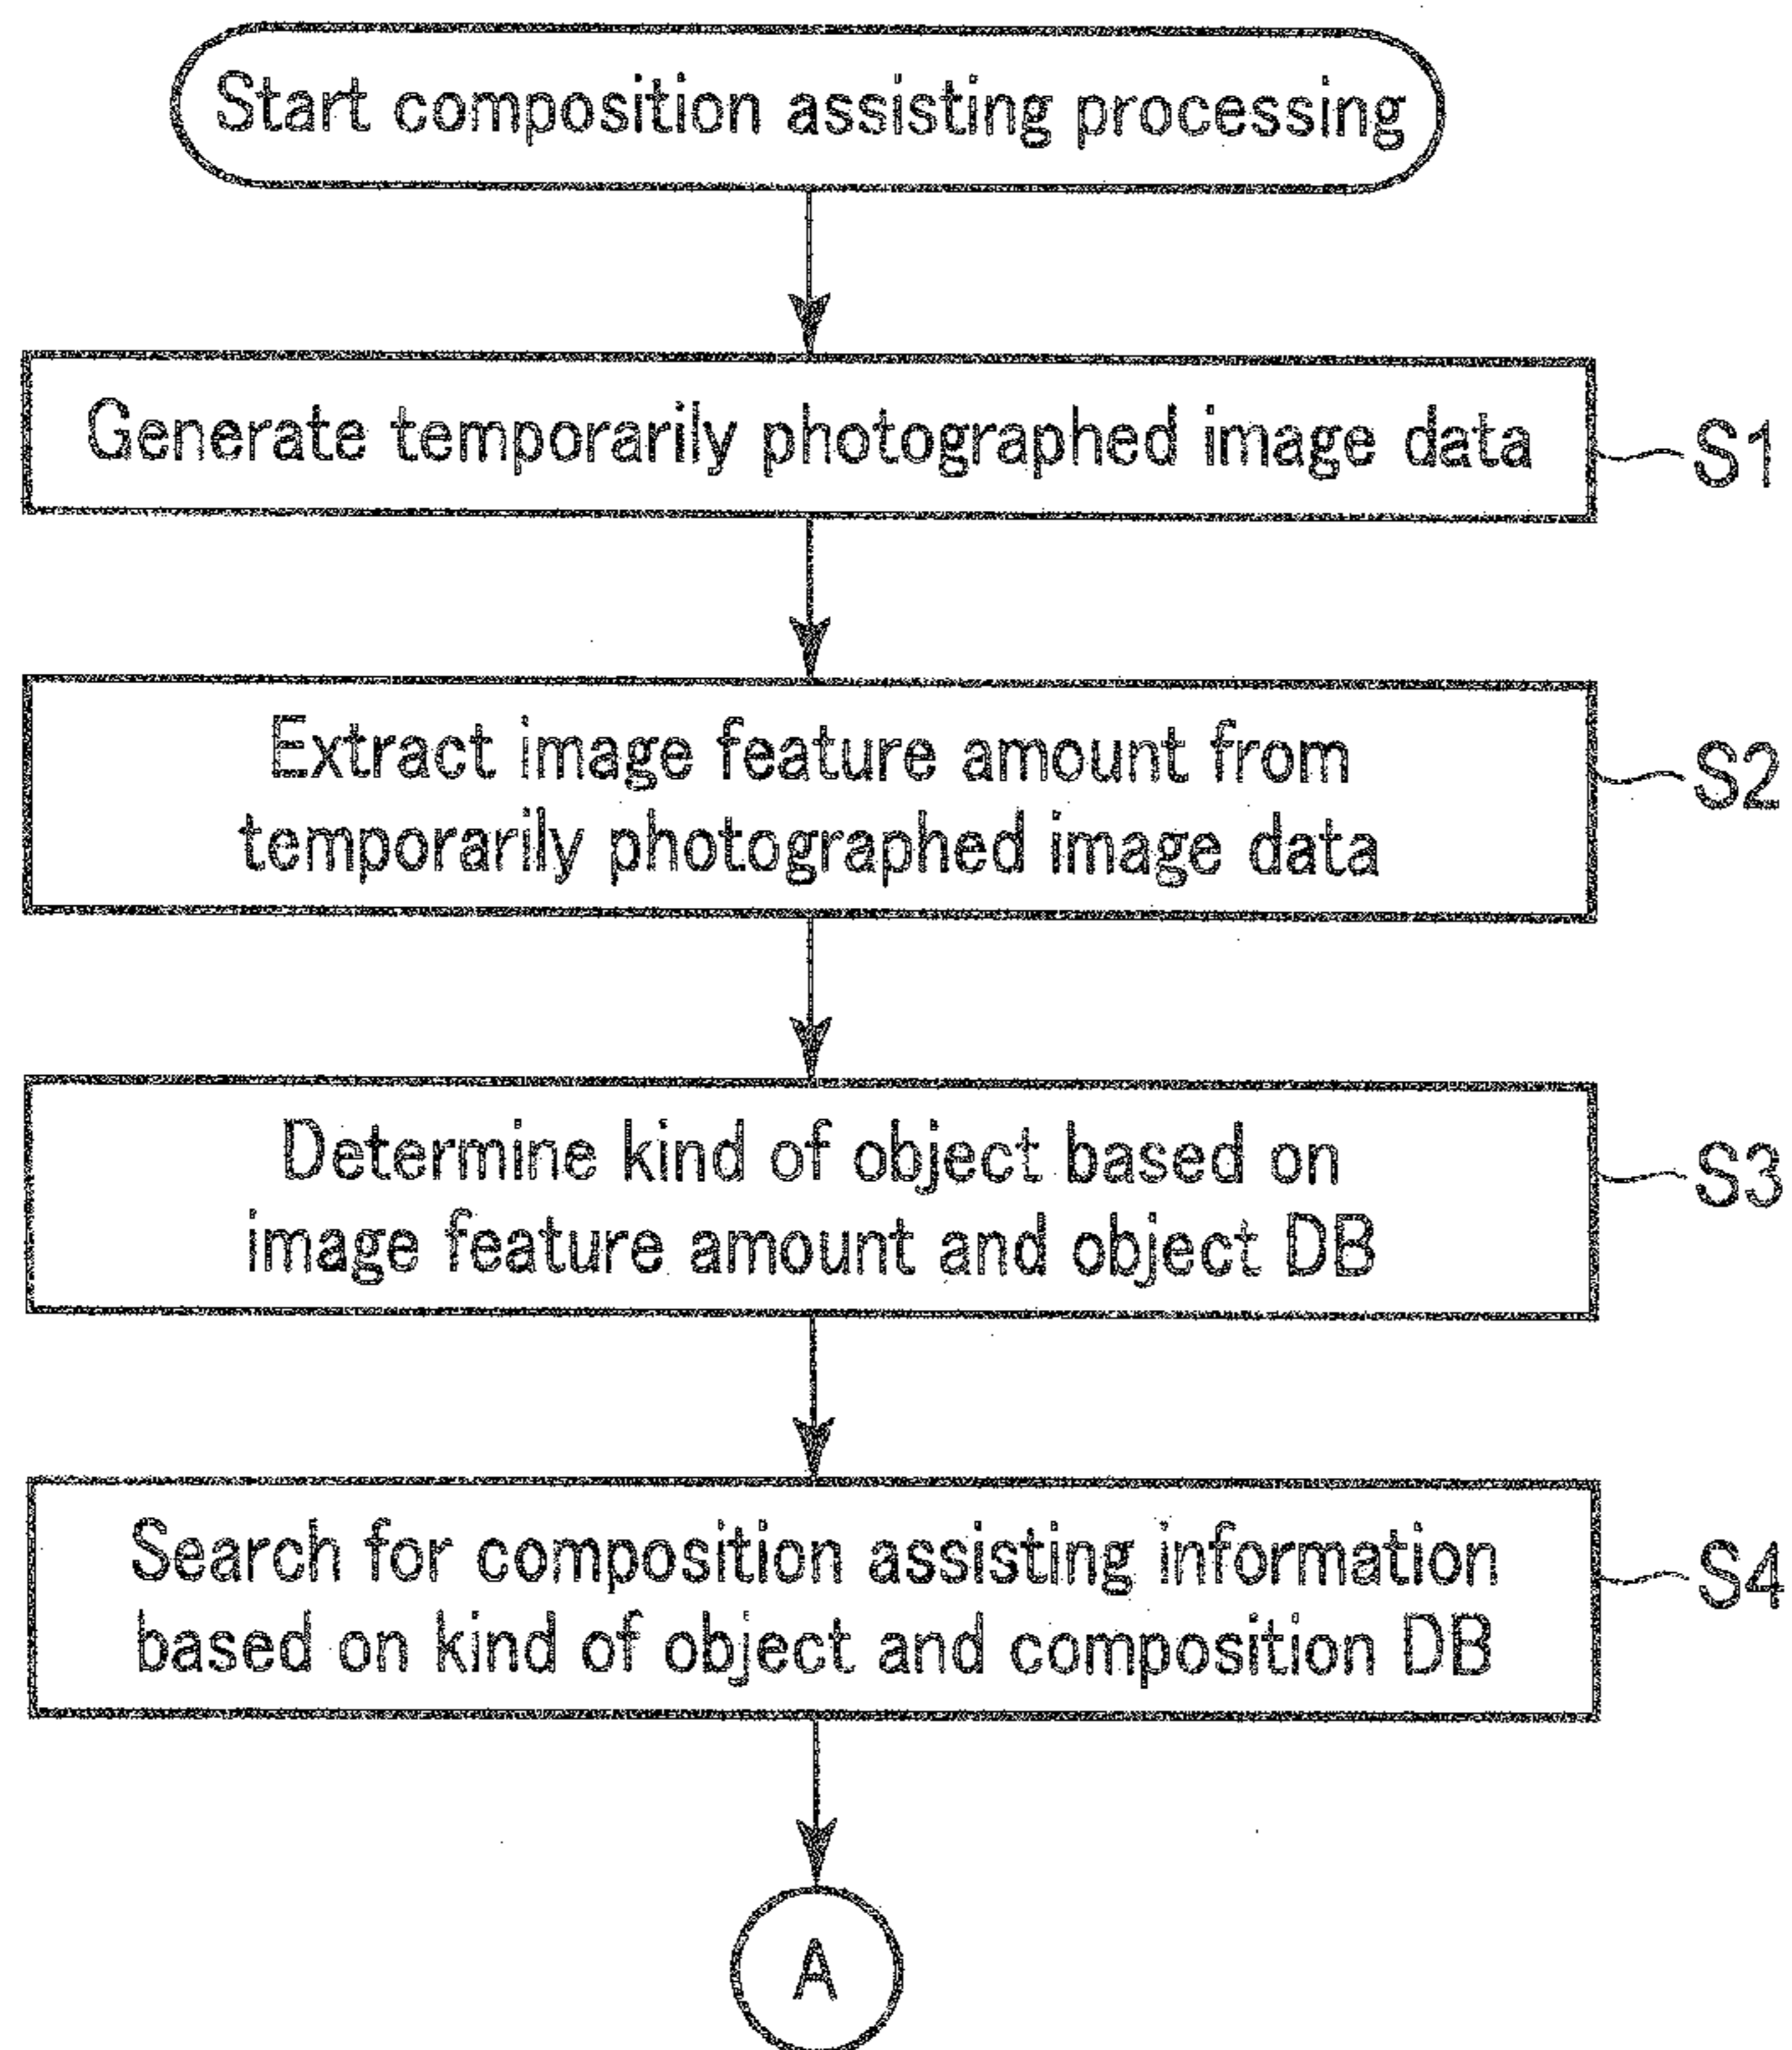 Start composition assisting processing
Generate temporarily photographed image data
S1
Extract image feature amount from
temporarily photographed image data
S2
Determine kind of object based on
image feature amount and object DB
S3
Search for composition assisting information
based on kind of object and composition DB
S4
A